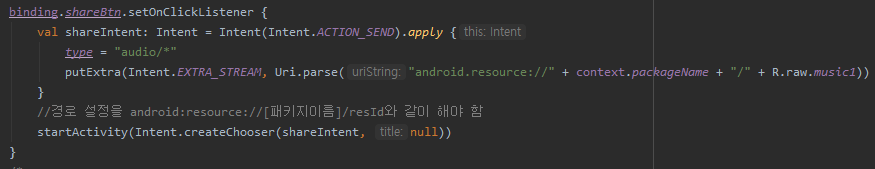 binding.shareBtn.setOnClickListener {
val shareIntent: Intent = Intent(Intent.ACTION_SEND).apply { this: Intent
type = "audio/*"
putExtra(Intent.EXTRA_STREAM, Uri.parse( uriString: "android.resource://" + context.packageName + "/" + R.raw.music1))
}
//경로 설정을 android:resource://[패키지이름]/resId와 같이 해야 함
startActivity(Intent.createChooser(shareIntent, title: null))
}